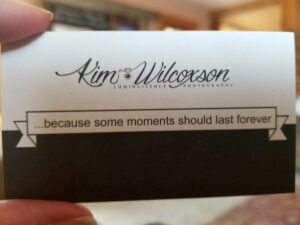 Kim Wilcoxson
LUMINESCENCE PHOTOGRAPHY
...because some moments should last forever